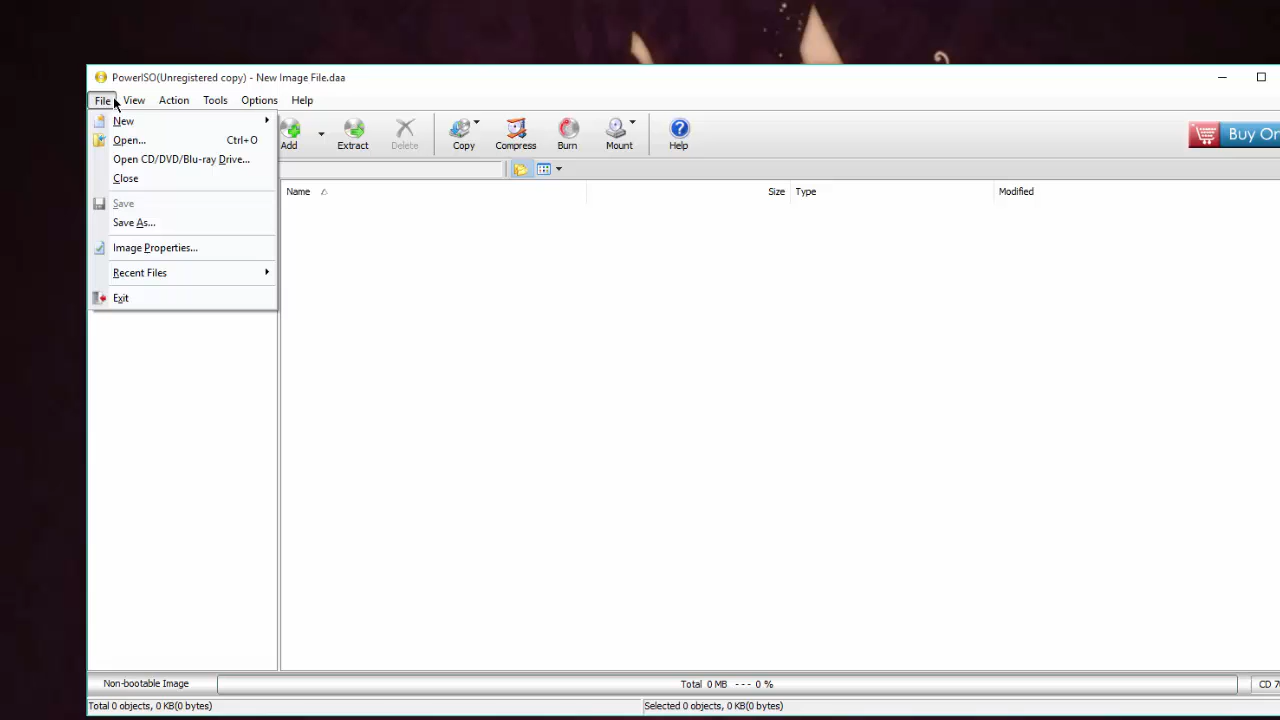 PowerISO(Unregistered copy) - New Image File.daa
File View Action Tools Options Help
New
Open... Ctrl+O
Open CD/DVD/Blu-ray Drive...
Close
Save
Save As...
Image Properties...
Recent Files
Exit
Add Extract Delete Copy Compress Burn Mount Help
Buy On
Name Size Type Modified
Non-bootable Image Total 0 MB --- 0 % CD 7
Total 0 objects, 0 KB(0 bytes) Selected 0 objects, 0 KB(0 bytes)